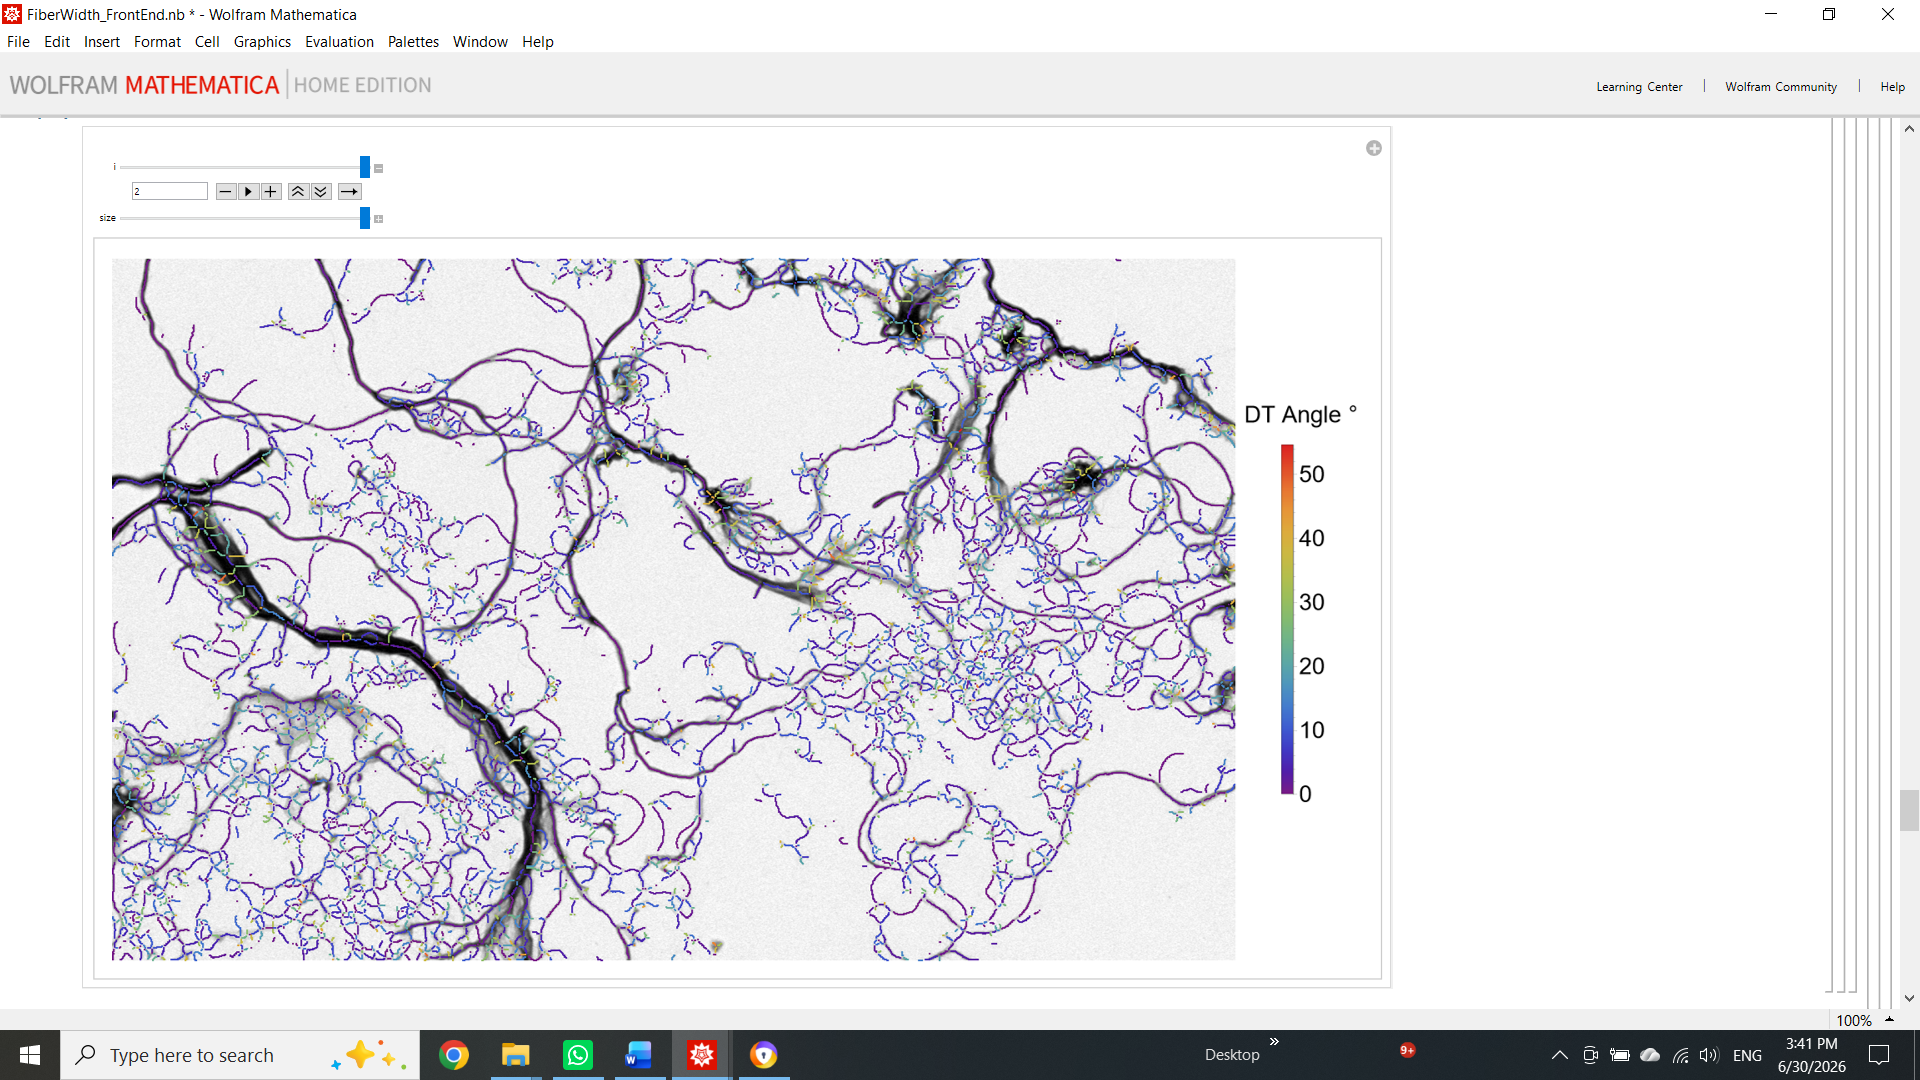 FiberWidth_FrontEnd.nb * - Wolfram Mathematica
File Edit Insert Format Cell Graphics Evaluation Palettes Window Help
WOLFRAM MATHEMATICA HOME EDITION
Learning Center Wolfram Community Help
i
2
size
DT Angle °
50
40
30
20
10
0
100%
Type here to search
Desktop
9+
ENG
3:41 PM
6/30/2026